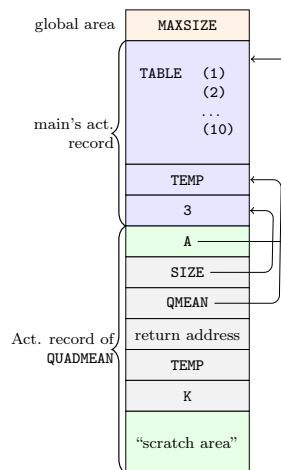 global area
MAXSIZE
TABLE (1)
(2)
...
(10)
main's act.
record
TEMP
3
A
SIZE
QMEAN
Act. record of
QUADMEAN
return address
TEMP
K
“scratch area”